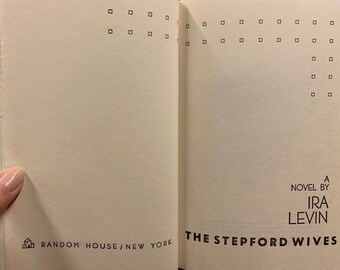 RANDOM HOUSE/NEW YORK
A
NOVEL BY
IRA
LEVIN
THE STEPFORD WIVES